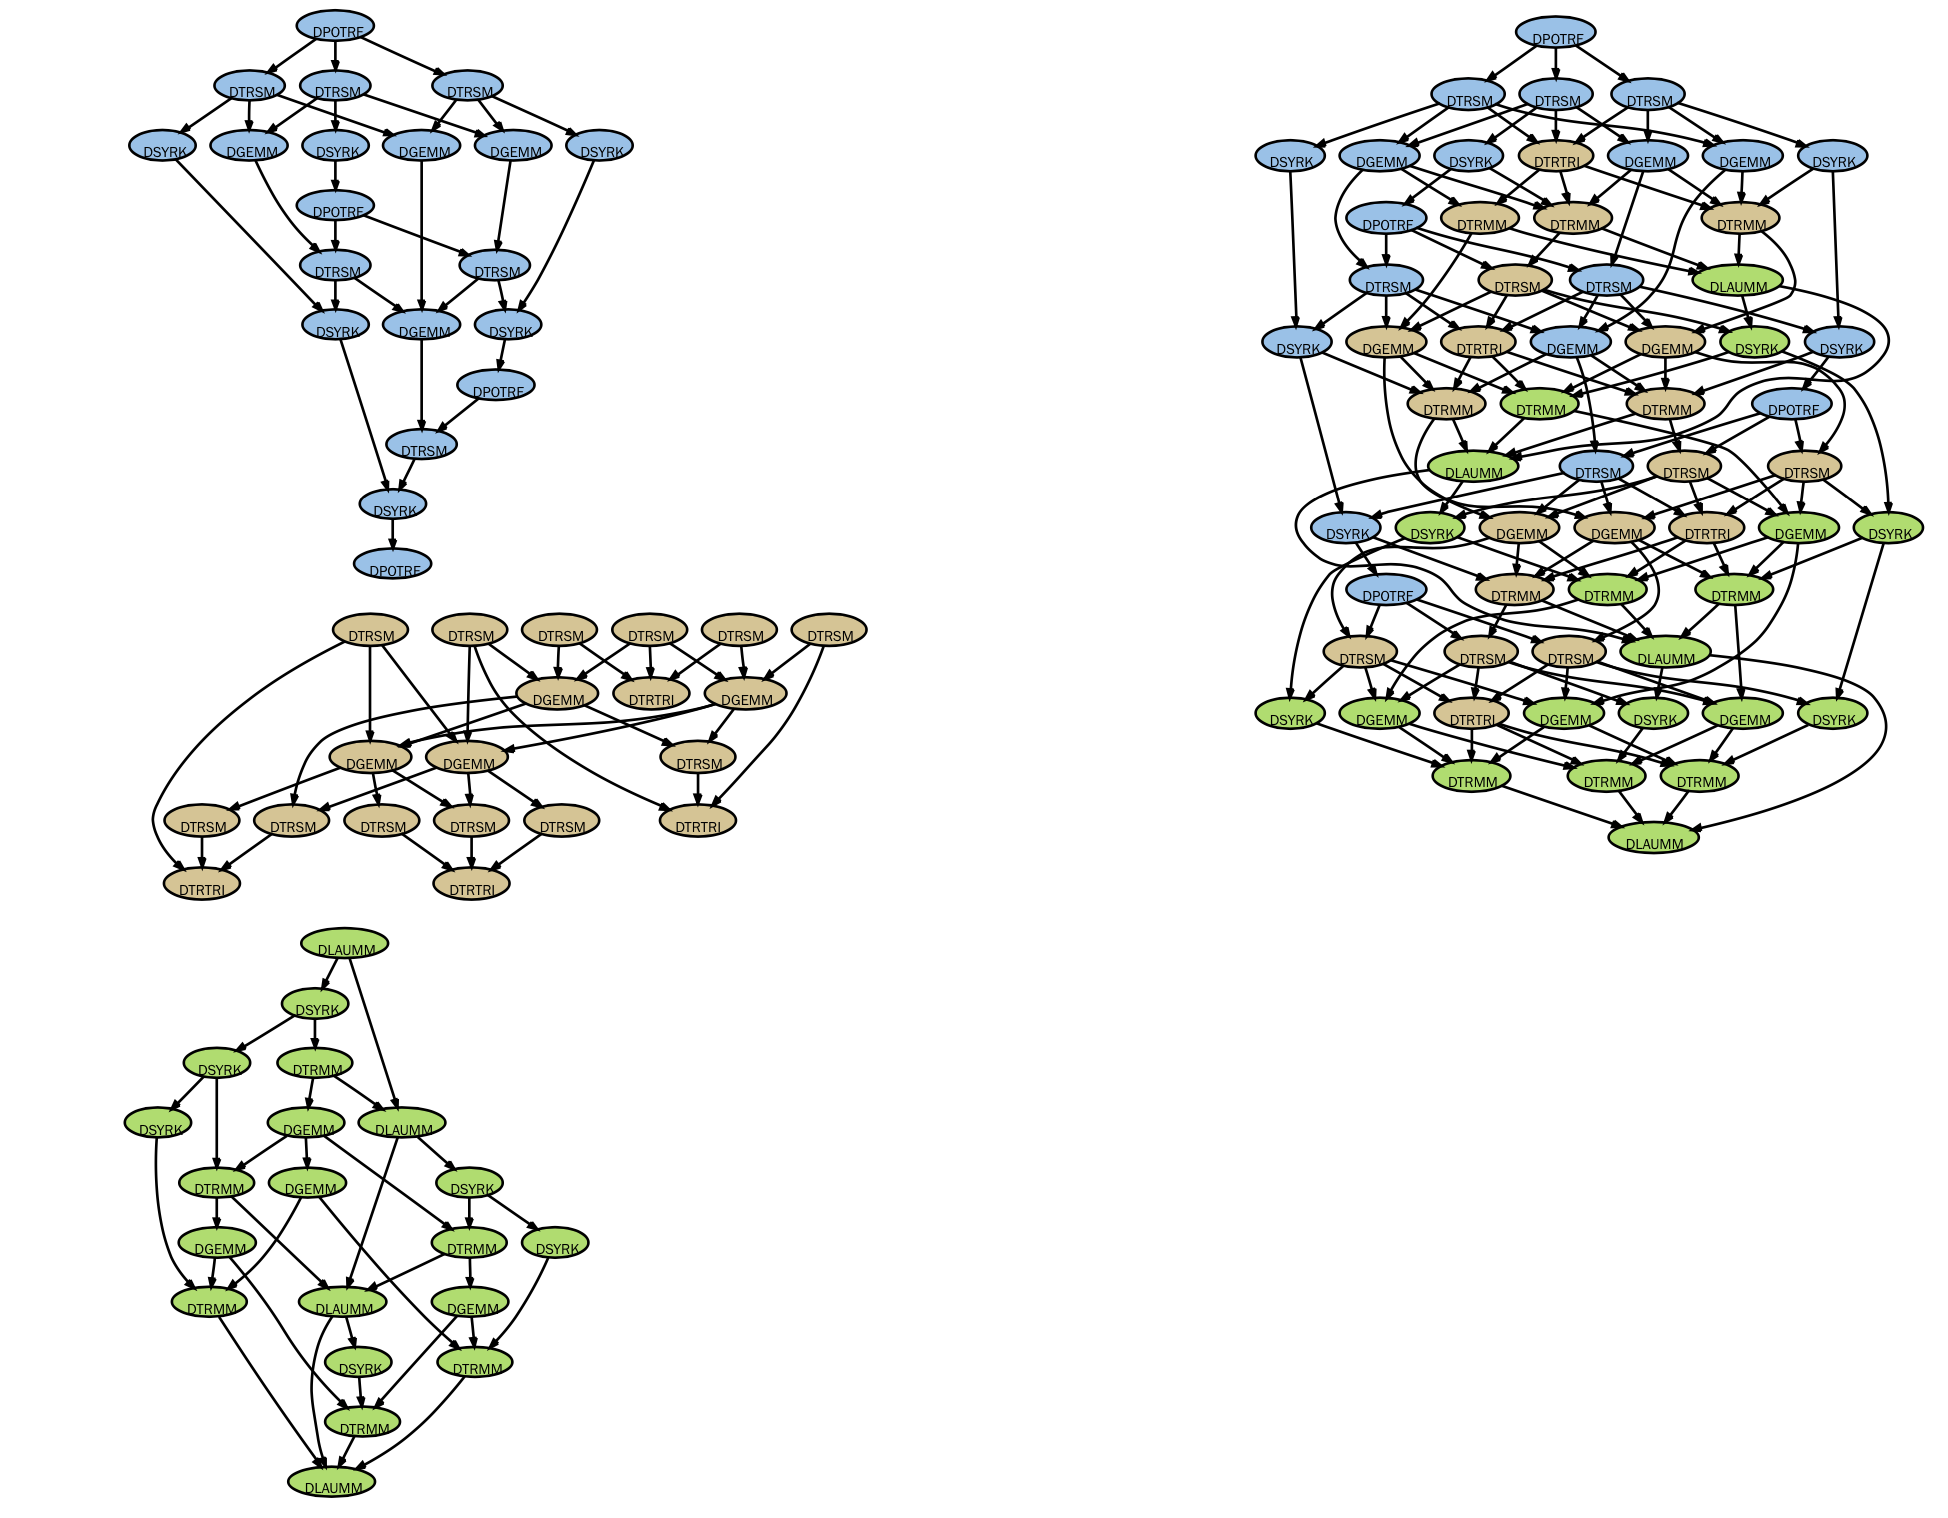 DPOTRF
DTRSM DTRSM DTRSM
DSYRK DGEMM DSYRK DGEMM DGEMM DSYRK
DPOTRF
DTRSM DTRSM
DSYRK DGEMM DSYRK
DPOTRF
DTRSM
DSYRK
DPOTRF
DTRSM DTRSM DTRSM DTRSM DTRSM DTRSM
DGEMM DTRTRI DGEMM
DGEMM DGEMM DTRSM
DTRSM DTRSM DTRSM DTRSM DTRSM DTRTRI
DTRTRI DTRTRI
DLAUMM
DSYRK
DSYRK DTRMM
DSYRK DGEMM DLAUMM
DTRMM DGEMM DSYRK
DGEMM DTRMM DSYRK
DTRMM DLAUMM DGEMM
DSYRK DTRMM
DTRMM
DLAUMM
DPOTRF
DTRSM DTRSM DTRSM
DSYRK DGEMM DSYRK DTRTRI DGEMM DGEMM DSYRK
DPOTRF DTRMM DTRMM DTRMM
DTRSM DTRSM DTRSM DLAUMM
DSYRK DGEMM DTRTRI DGEMM DGEMM DSYRK DSYRK
DTRMM DTRMM DTRMM DPOTRF
DLAUMM DTRSM DTRSM DTRSM
DSYRK DSYRK DGEMM DGEMM DTRTRI DGEMM DSYRK
DPOTRF DTRMM DTRMM DTRMM
DTRSM DTRSM DTRSM DLAUMM
DSYRK DGEMM DTRTRI DGEMM DSYRK DGEMM DSYRK
DTRMM DTRMM DTRMM
DLAUMM